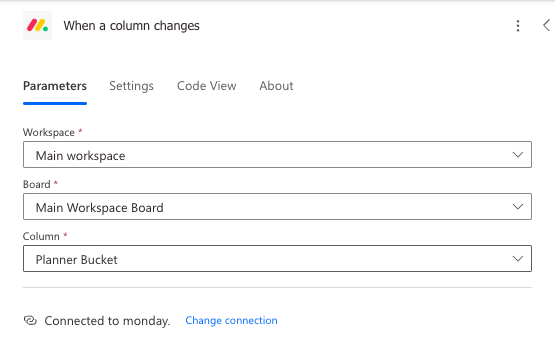 When a column changes
Parameters Settings Code View About
Workspace *
Main workspace
Board *
Main Workspace Board
Column *
Planner Bucket
Connected to monday. Change connection